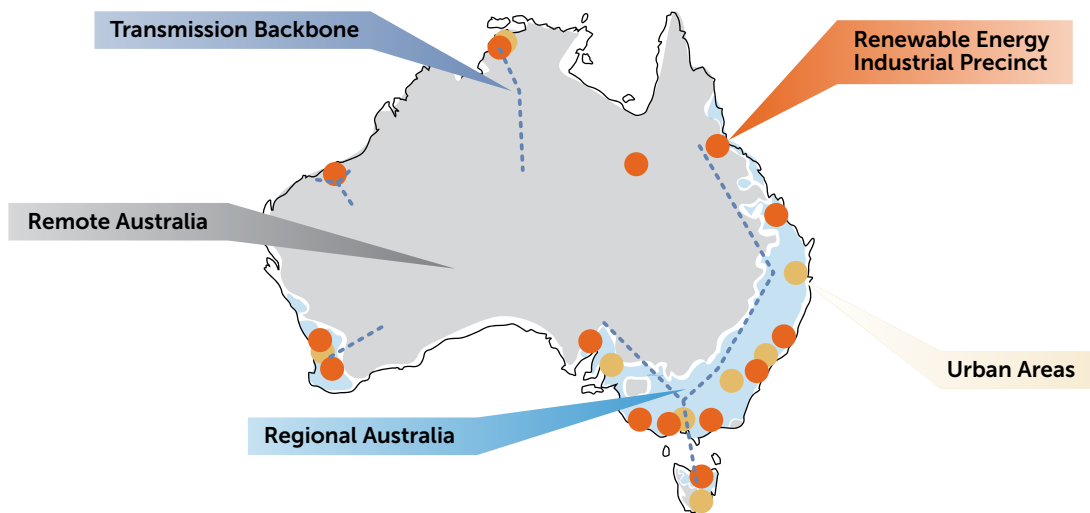 Transmission Backbone
Renewable Energy
Industrial Precinct
Remote Australia
Urban Areas
Regional Australia